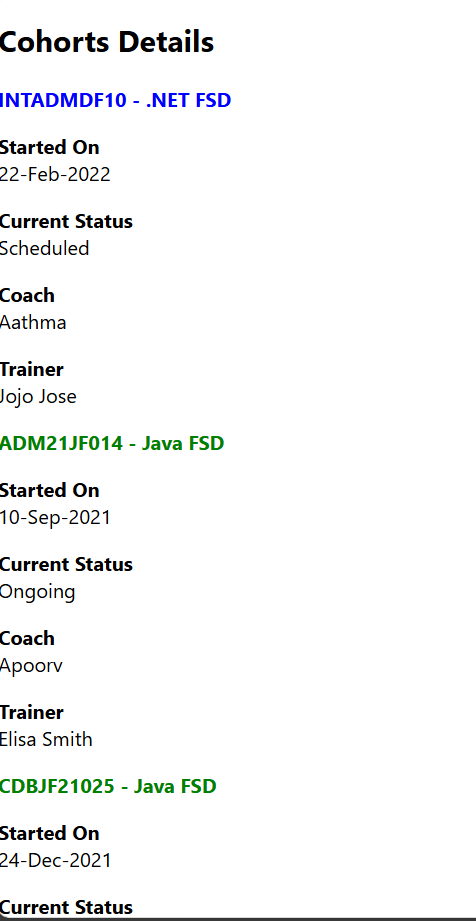 Cohorts Details
INTADMDF10 - .NET FSD
Started On
22-Feb-2022
Current Status
Scheduled
Coach
Aathma
Trainer
Jojo Jose
ADM21JF014 - Java FSD
Started On
10-Sep-2021
Current Status
Ongoing
Coach
Apoorv
Trainer
Elisa Smith
CDBJF21025 - Java FSD
Started On
24-Dec-2021
Current Status